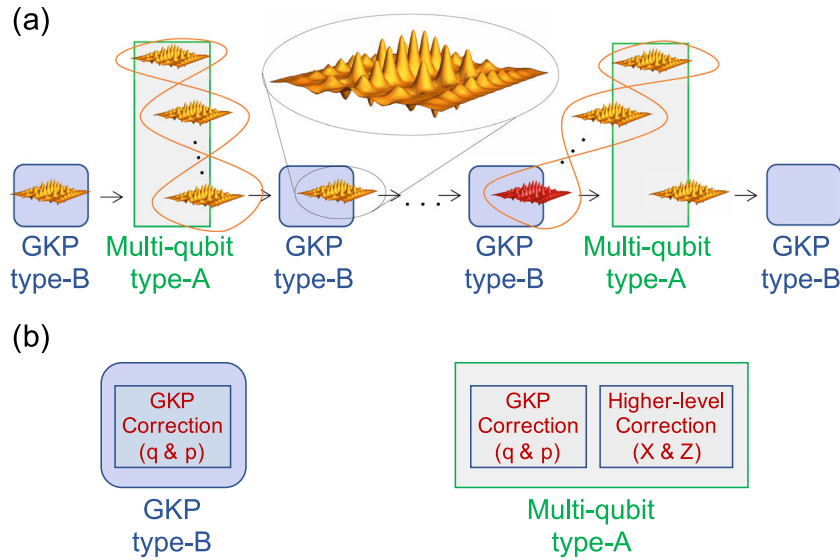 (a)
GKP
type-B
Multi-qubit
type-A
GKP
type-B
GKP
type-B
Multi-qubit
type-A
GKP
type-B
(b)
GKP
Correction
(q & p)
GKP
type-B
GKP
Correction
(q & p)
Higher-level
Correction
(X & Z)
Multi-qubit
type-A